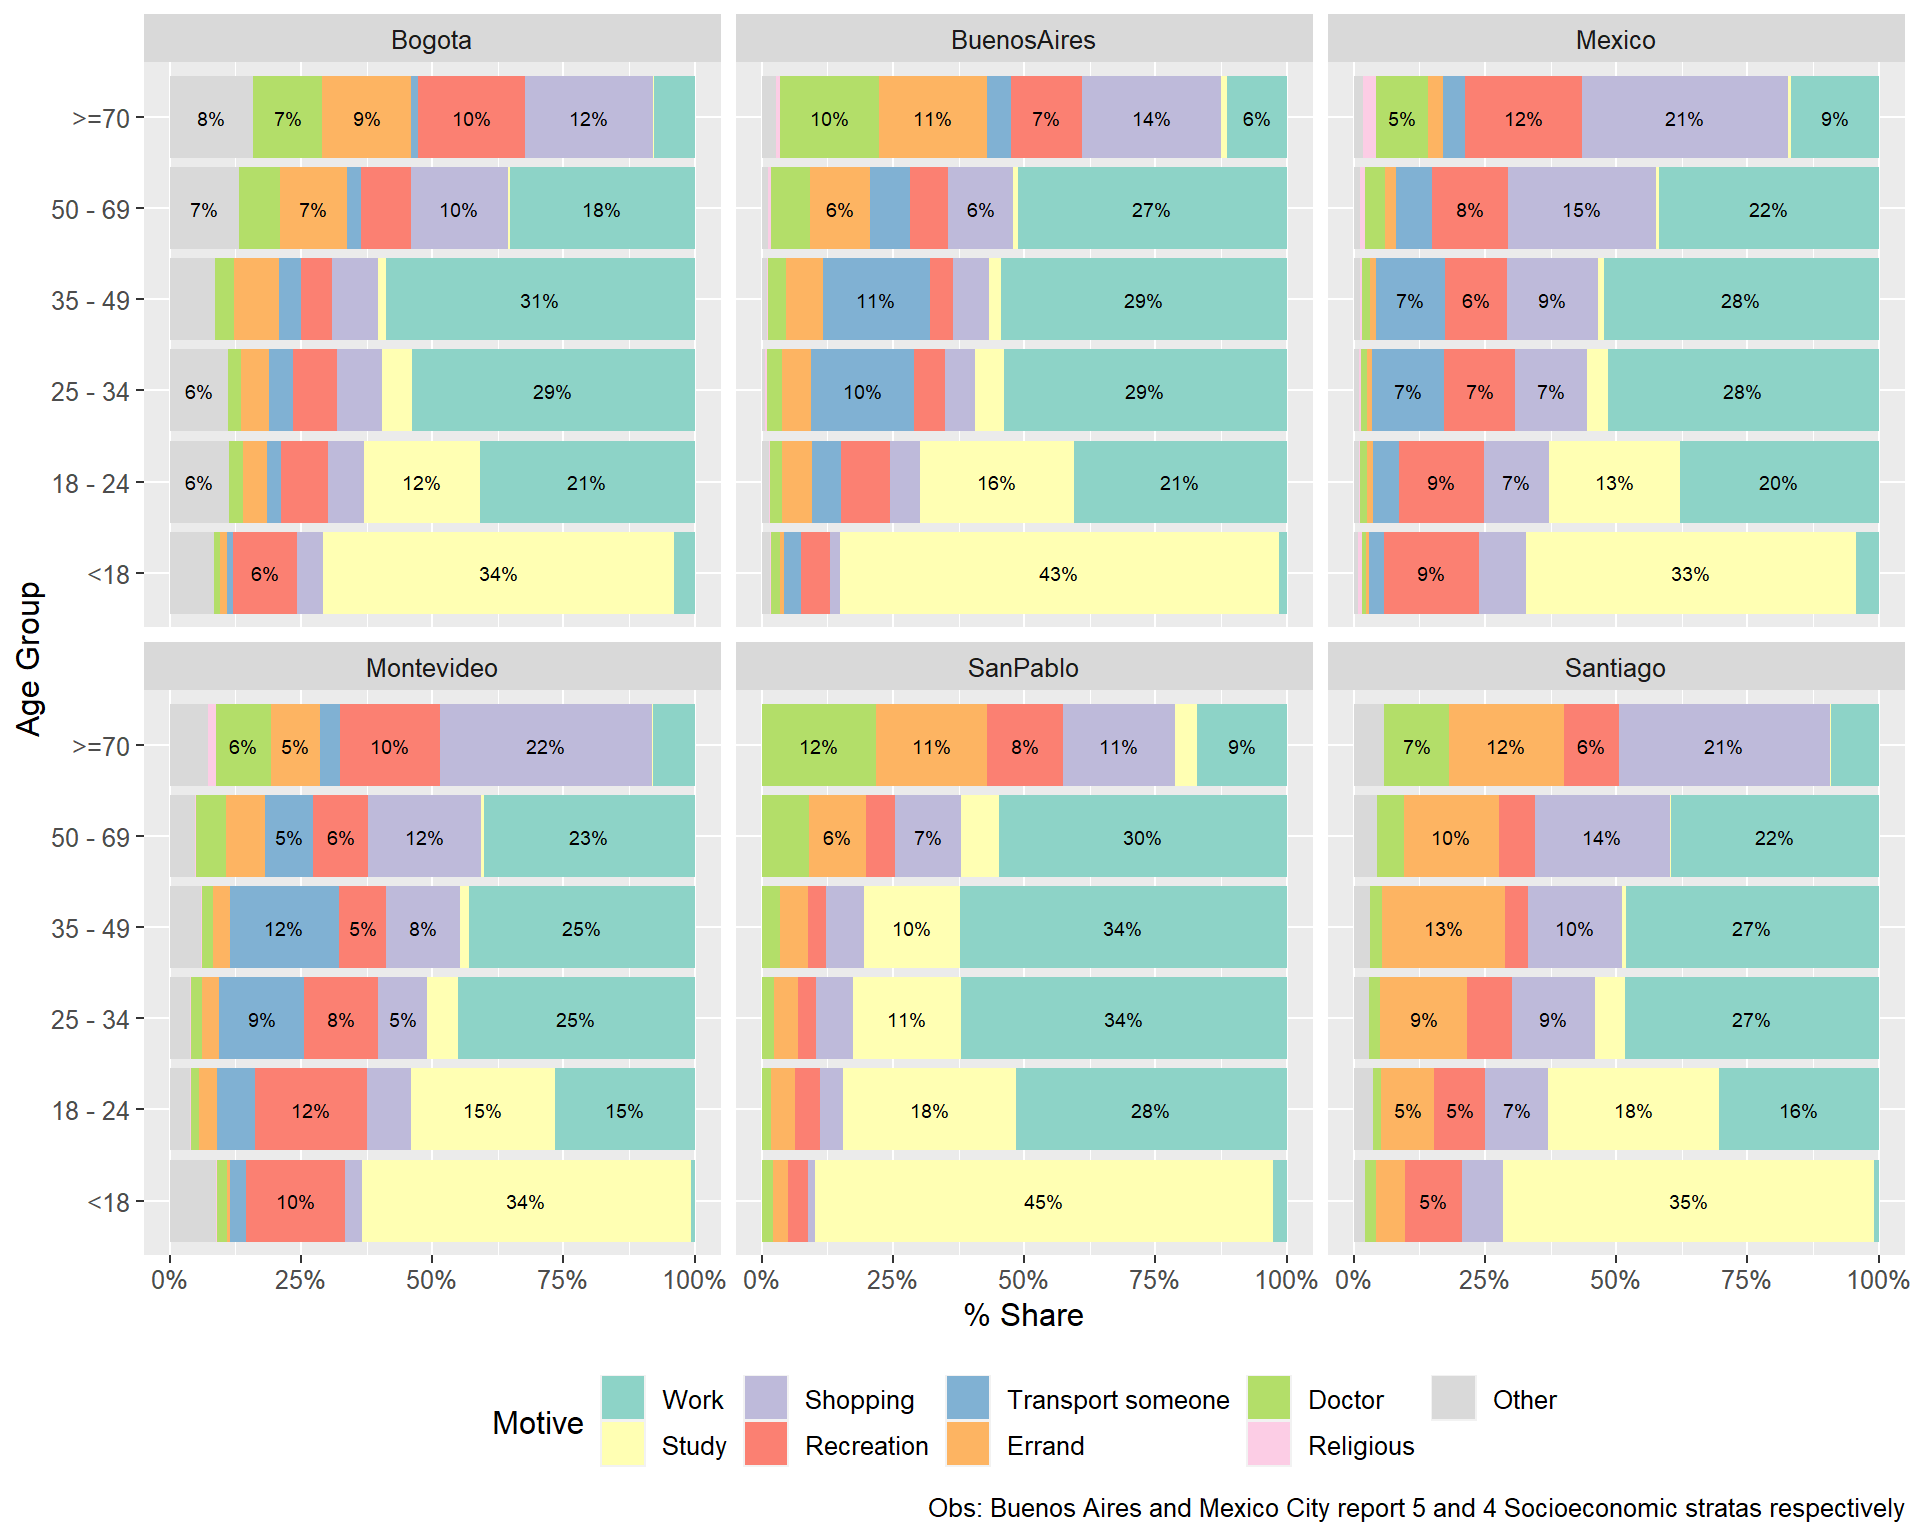 Bogota BuenosAires Mexico
>=70 8% 7% 9% 10% 12% 10% 11% 7% 14% 6% 5% 12% 21% 9%
50 - 69 7% 7% 10% 18% 6% 6% 27% 8% 15% 22%
35 - 49 31% 11% 29% 7% 6% 9% 28%
25 - 34 6% 29% 10% 29% 7% 7% 7% 28%
18 - 24 6% 12% 21% 16% 21% 9% 7% 13% 20%
<18 6% 34% 43% 9% 33%
Age Group
Montevideo SanPablo Santiago
>=70 6% 5% 10% 22% 12% 11% 8% 11% 9% 7% 12% 6% 21%
50 - 69 5% 6% 12% 23% 6% 7% 30% 10% 14% 22%
35 - 49 12% 5% 8% 25% 10% 34% 13% 10% 27%
25 - 34 9% 8% 5% 25% 11% 34% 9% 9% 27%
18 - 24 12% 15% 15% 18% 28% 5% 5% 7% 18% 16%
<18 10% 34% 45% 5% 35%
0% 25% 50% 75% 100% 0% 25% 50% 75% 100% 0% 25% 50% 75% 100%
% Share
Motive
Work Shopping Transport someone Doctor Other
Study Recreation Errand Religious
Obs: Buenos Aires and Mexico City report 5 and 4 Socioeconomic stratas respectively